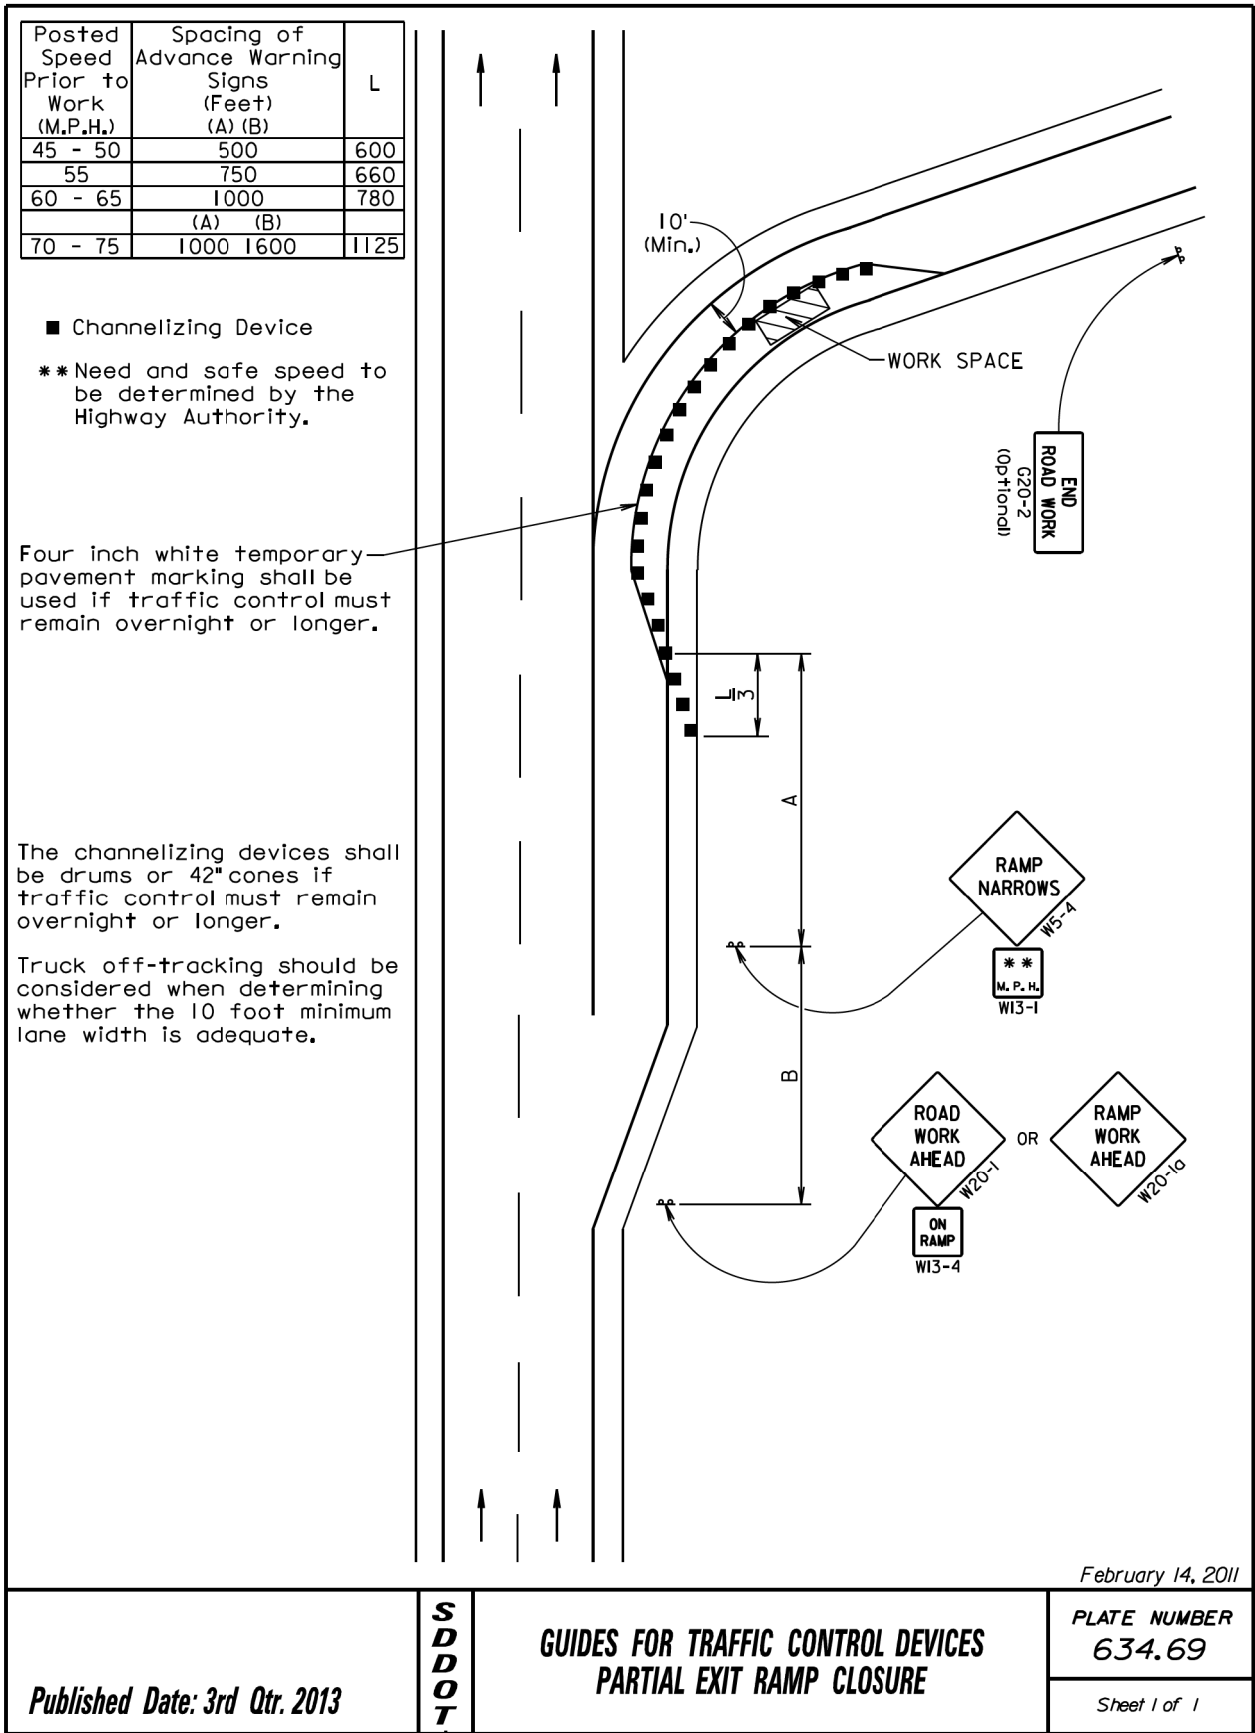 Posted
Speed
Prior to
Work
(M.P.H.)
Spacing of
Advance Warning
Signs
(Feet)
(A) (B)
L
45 - 50 500 600
55 750 660
60 - 65 1000 780
(A) (B)
70 - 75 1000 1600 1125
■ Channelizing Device
** Need and safe speed to
be determined by the
Highway Authority.
10'
(Min.)
WORK SPACE
END
ROAD WORK
G20-2
(Optional)
Four inch white temporary
pavement marking shall be
used if traffic control must
remain overnight or longer.
L
3
A
The channelizing devices shall
be drums or 42" cones if
traffic control must remain
overnight or longer.
Truck off-tracking should be
considered when determining
whether the 10 foot minimum
lane width is adequate.
RAMP
NARROWS
W5-4
**
M.P.H.
W13-1
B
ROAD
WORK
AHEAD
W20-1
OR
RAMP
WORK
AHEAD
W20-1a
ON
RAMP
W13-4
February 14, 2011
Published Date: 3rd Qtr. 2013
S
D
D
O
T
GUIDES FOR TRAFFIC CONTROL DEVICES
PARTIAL EXIT RAMP CLOSURE
PLATE NUMBER
634.69
Sheet 1 of 1